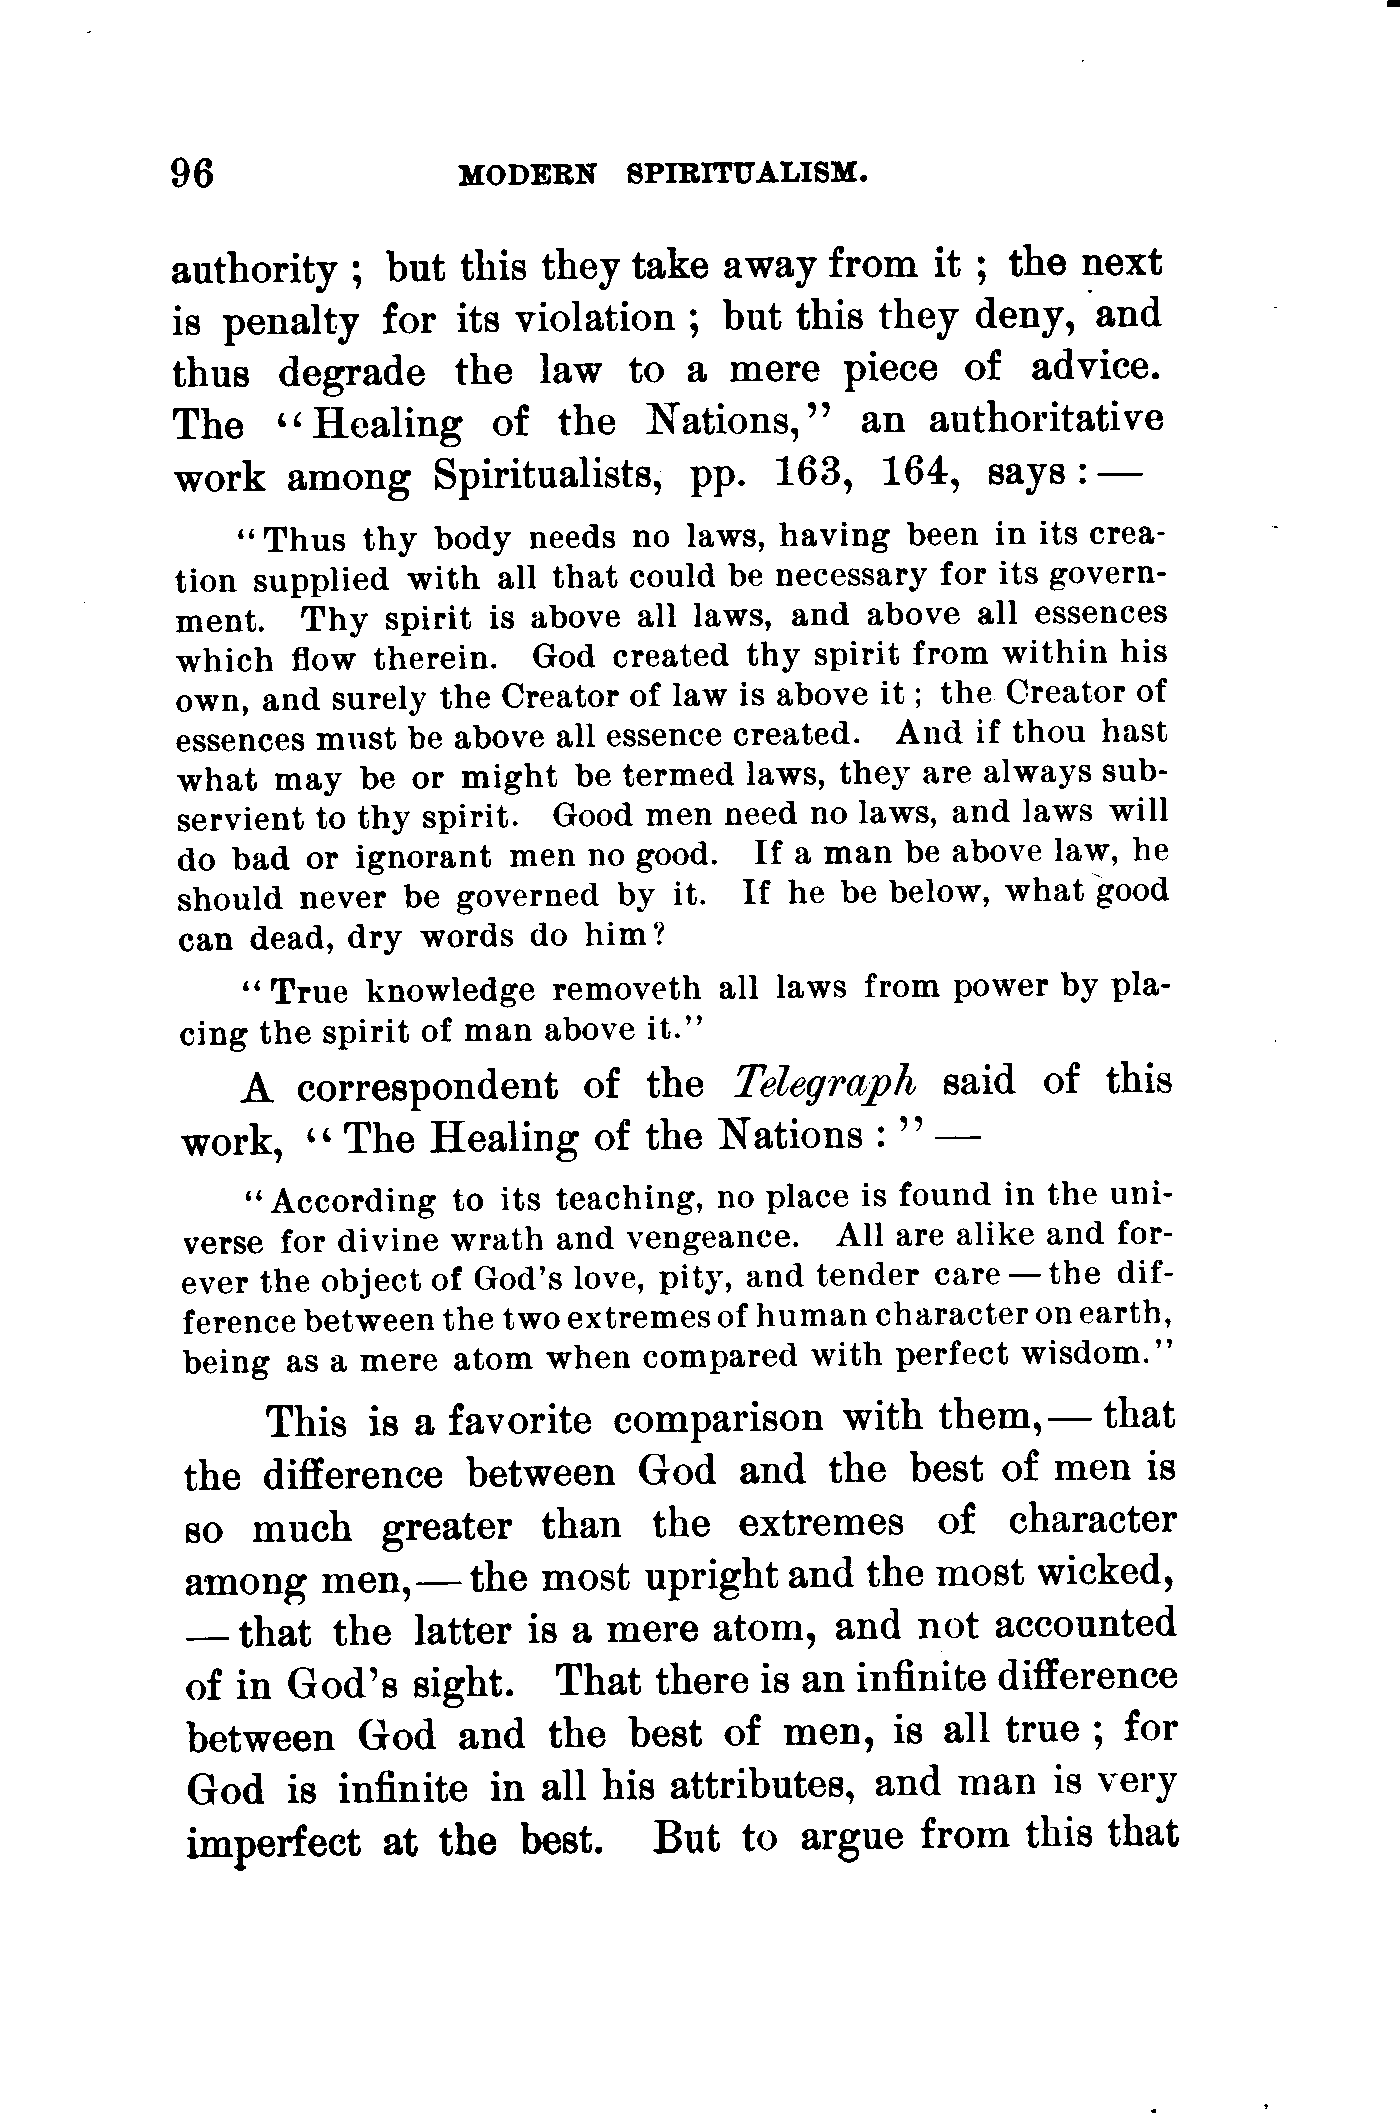 96 MODERN SPIRITUALISM.
authority ; but this they take away from it ; the next
is penalty for its violation ; but this they deny, and
thus degrade the law to a mere piece of advice.
The “Healing of the Nations,” an authoritative
work among Spiritualists, pp. 163, 164, says : —
“Thus thy body needs no laws, having been in its crea-
tion supplied with all that could be necessary for its govern-
ment. Thy spirit is above all laws, and above all essences
which flow therein. God created thy spirit from within his
own, and surely the Creator of law is above it ; the Creator of
essences must be above all essence created. And if thou hast
what may be or might be termed laws, they are always sub-
servient to thy spirit. Good men need no laws, and laws will
do bad or ignorant men no good. If a man be above law, he
should never be governed by it. If he be below, what good
can dead, dry words do him?
“True knowledge removeth all laws from power by pla-
cing the spirit of man above it.”
A correspondent of the Telegraph said of this
work, “The Healing of the Nations : ” —
“According to its teaching, no place is found in the uni-
verse for divine wrath and vengeance. All are alike and for-
ever the object of God’s love, pity, and tender care — the dif-
ference between the two extremes of human character on earth,
being as a mere atom when compared with perfect wisdom.”
This is a favorite comparison with them,— that
the difference between God and the best of men is
so much greater than the extremes of character
among men,— the most upright and the most wicked,
— that the latter is a mere atom, and not accounted
of in God’s sight. That there is an infinite difference
between God and the best of men, is all true ; for
God is infinite in all his attributes, and man is very
imperfect at the best. But to argue from this that